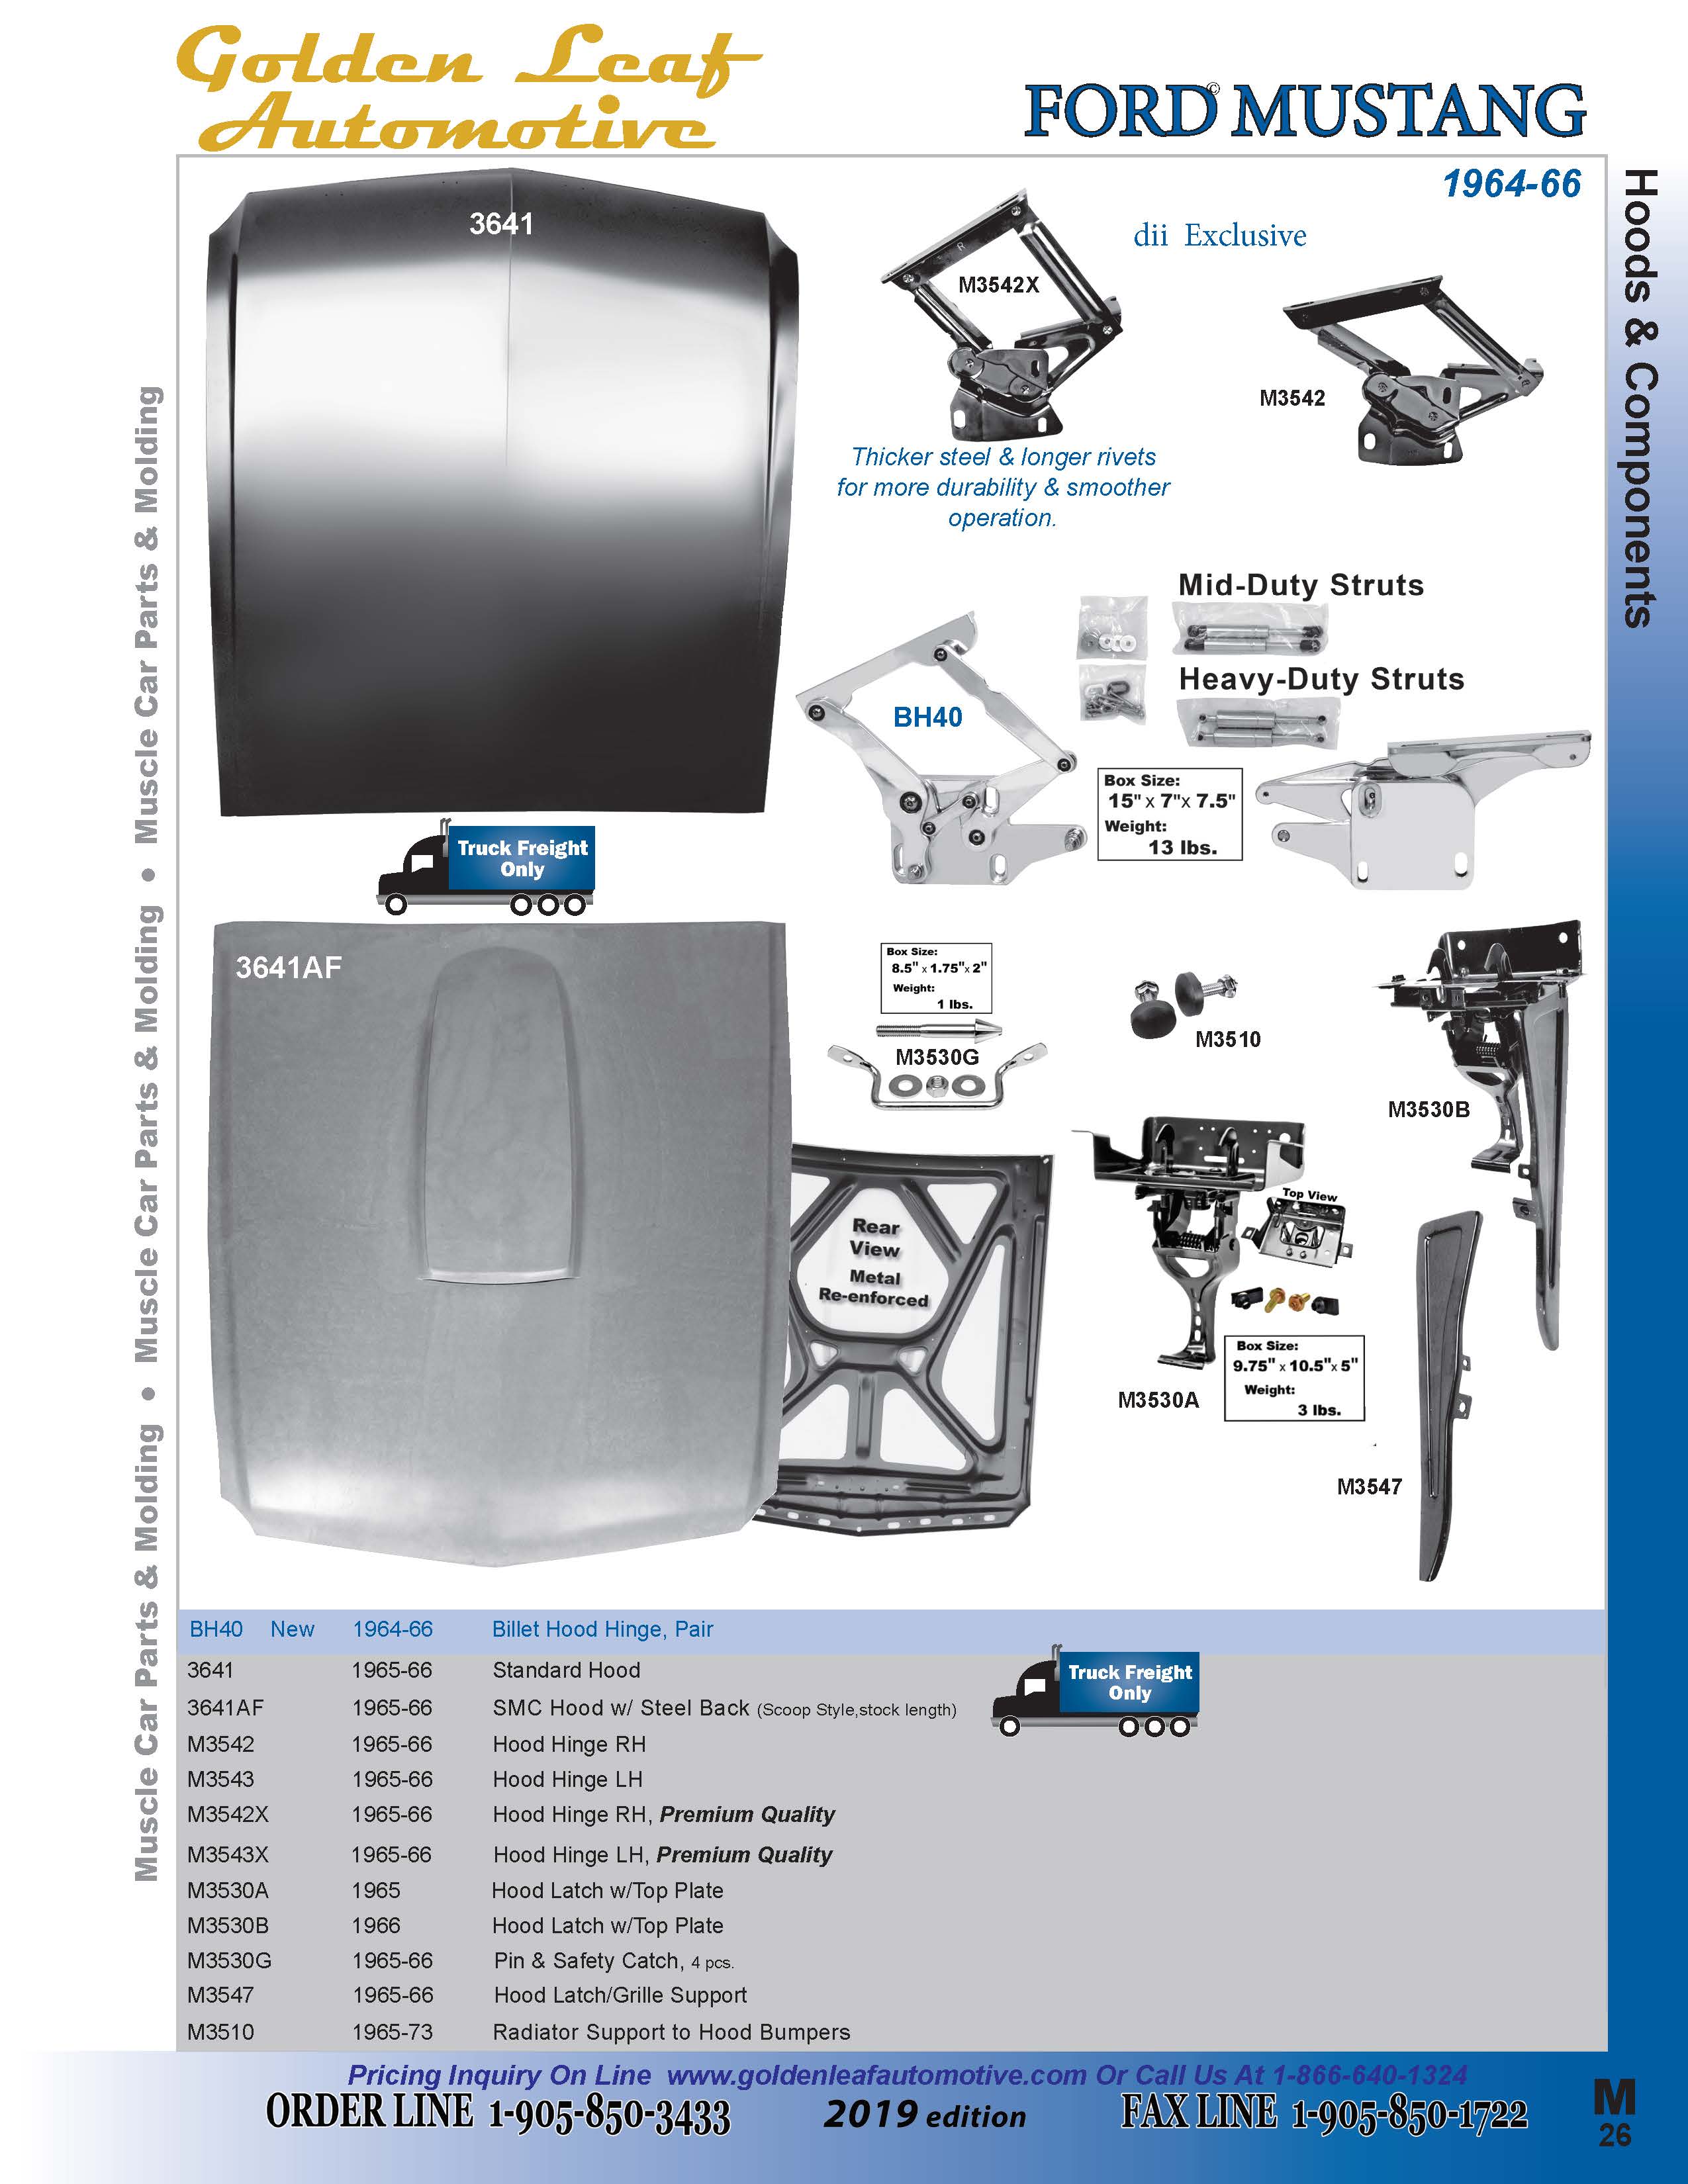 Golden Leaf
Automotive
FORD© MUSTANG
1964-66
Hoods & Components
Muscle Car Parts & Molding • Muscle Car Parts & Molding • Muscle Car Parts & Molding
3641
R
M3542X
dii Exclusive
M3542
Thicker steel & longer rivets
for more durability & smoother
operation.
Mid-Duty Struts
Heavy-Duty Struts
BH40
Box Size:
15" x 7"x 7.5"
Weight:
13 lbs.
Truck Freight
Only
3641AF
Box Size:
8.5" x 1.75"x 2"
Weight:
1 lbs.
M3530G
M3510
M3530B
Rear
View
Metal
Re-enforced
Top View
Box Size:
9.75" x 10.5"x 5"
Weight:
3 lbs.
M3530A
M3547
BH40 New 1964-66 Billet Hood Hinge, Pair
3641 1965-66 Standard Hood
3641AF 1965-66 SMC Hood w/ Steel Back (Scoop Style,stock length)
Truck Freight
Only
M3542 1965-66 Hood Hinge RH
M3543 1965-66 Hood Hinge LH
M3542X 1965-66 Hood Hinge RH, Premium Quality
M3543X 1965-66 Hood Hinge LH, Premium Quality
M3530A 1965 Hood Latch w/Top Plate
M3530B 1966 Hood Latch w/Top Plate
M3530G 1965-66 Pin & Safety Catch, 4 pcs.
M3547 1965-66 Hood Latch/Grille Support
M3510 1965-73 Radiator Support to Hood Bumpers
Pricing Inquiry On Line www.goldenleafautomotive.com Or Call Us At 1-866-640-1324
ORDER LINE 1-905-850-3433 2019 edition FAX LINE 1-905-850-1722
M
26